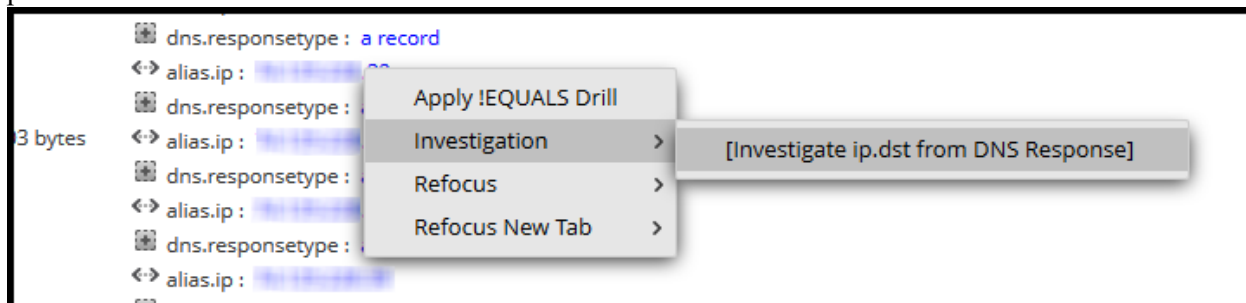 dns.responsetype : a record
alias.ip :
Apply !EQUALS Drill
dns.responsetype :
03 bytes
alias.ip :
Investigation >
[Investigate ip.dst from DNS Response]
dns.responsetype :
Refocus >
alias.ip :
Refocus New Tab >
dns.responsetype :
alias.ip :